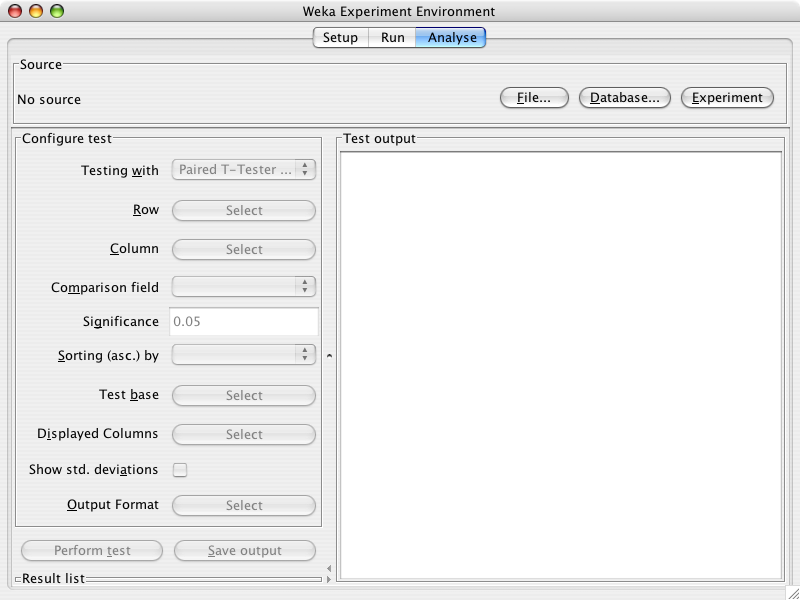 Weka Experiment Environment
Setup Run Analyse
Source
No source File... Database... Experiment
Configure test
Testing with Paired T-Tester ...
Row Select
Column Select
Comparison field
Significance 0.05
Sorting (asc.) by
Test base Select
Displayed Columns Select
Show std. deviations
Output Format Select
Perform test Save output
Result list
Test output